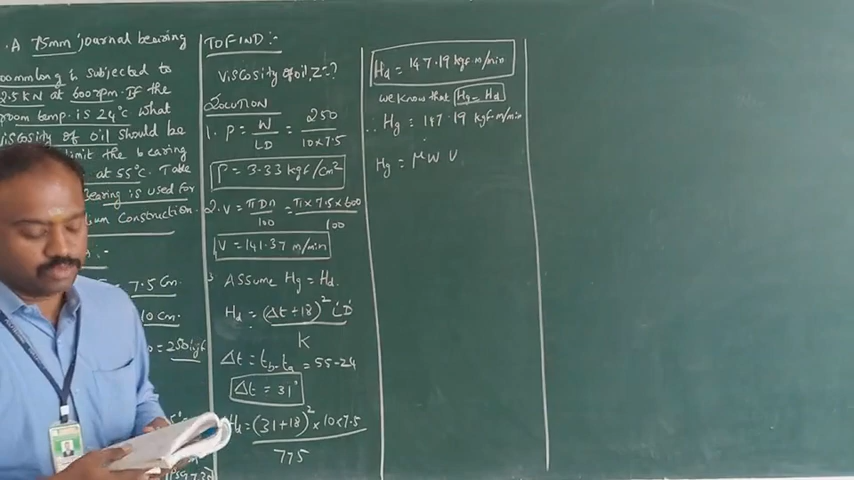 .A 75mm journal bearing
00mm long is subjected to
2.5 kN at 600rpm. If the
room temp. is 24°c what
viscosity of oil should be
limit the bearing
at 55°c. Take
bearing is used for
Construction.
:-
7.5 Cm.
10 Cm.
= 250 kgf
TOFIND:-
Viscosity of oil, Z=?
SOLUTION
1. P = W/LD = 250/10×7.5
P = 3.33 kgf/cm²
2. V = πDn/100 = π×7.5×600/100
V = 141.37 m/min
3 Assume Hg = Hd.
Hd = (Δt+18)² LD/K
Δt = tb-ta = 55-24
Δt = 31°
Hd = (31+18)² × 10×7.5/775
Hd = 147.19 kgf-m/min
we know that Hg = Hd
∴ Hg = 147.19 kgf-m/min
Hg = μ W V